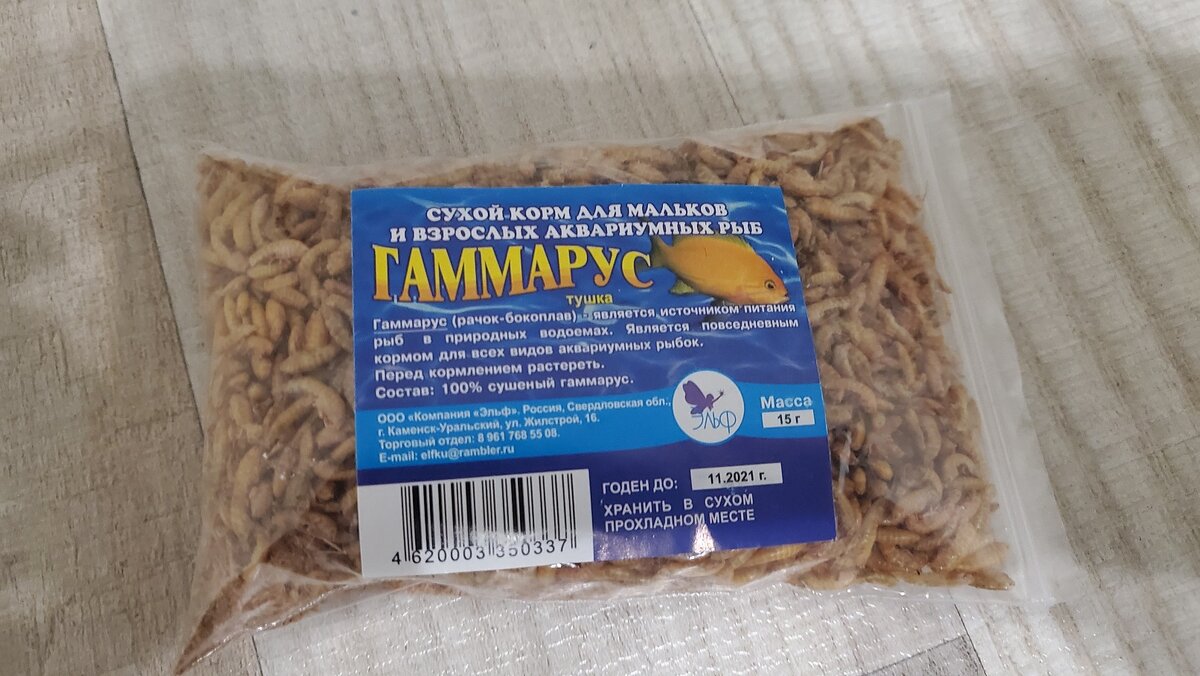 СУХОЙ КОРМ ДЛЯ МАЛЬКОВ
И ВЗРОСЛЫХ АКВАРИУМНЫХ РЫБ
ГАММАРУС
тушка
Гаммарус (рачок-бокоплав) - является источником питания
рыб в природных водоемах. Является повседневным
кормом для всех видов аквариумных рыбок.
Перед кормлением растереть.
Состав: 100% сушеный гаммарус.
ООО «Компания «Эльф». Россия, Свердловская обл.,
г. Каменск-Уральский, ул. Жилстрой, 16.
Торговый отдел: 8 961 768 55 08.
E-mail: elfku@rambler.ru
ЭЛЬФ
Масса
15 г
ГОДЕН ДО: 11.2021 г.
ХРАНИТЬ В СУХОМ
ПРОХЛАДНОМ МЕСТЕ
4 620003 350337